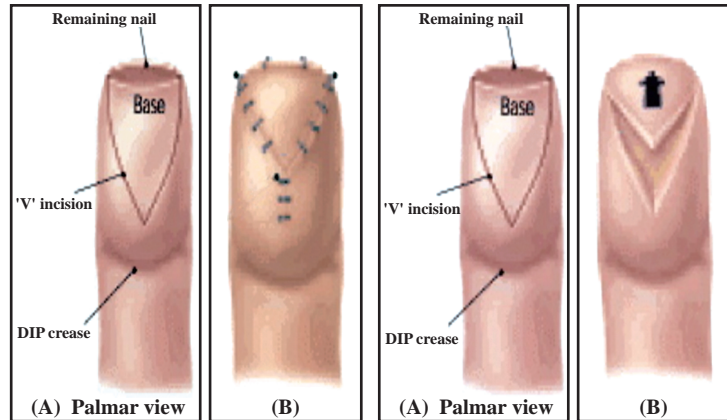 Remaining nail
Base
'V' incision
DIP crease
(A) Palmar view
(B)
Remaining nail
Base
'V' incision
DIP crease
(A) Palmar view
(B)